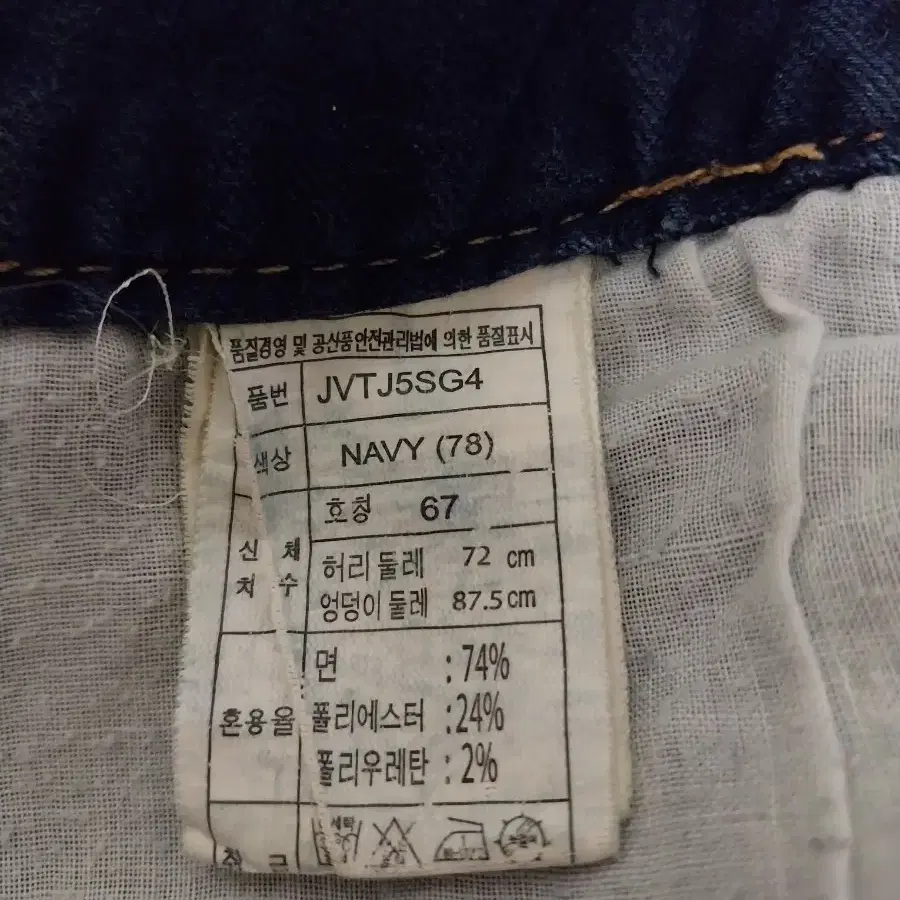 품질경영 및 공산품안전관리법에 의한 품질표시
품번 JVTJ5SG4
색상 NAVY (78)
호칭 67
신체
치수
허리 둘레 72 cm
엉덩이 둘레 87.5cm
혼용율
면 : 74%
폴리에스터 : 24%
폴리우레탄 : 2%
세탁